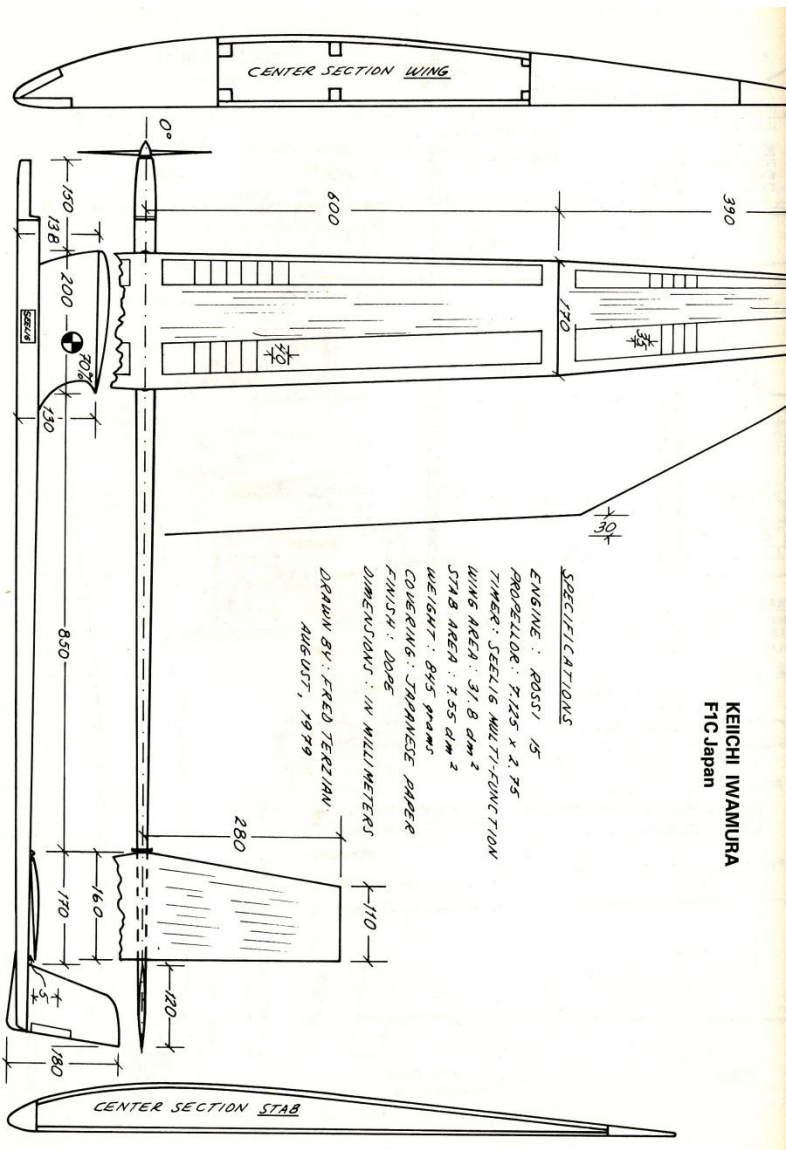 CENTER SECTION WING
0°
150
138
200
SEELIG
70%
130
850
170
160
5
180
600
390
170
40
35
30
280
110
120
KEIICHI IWAMURA
F1C Japan
SPECIFICATIONS
ENGINE : ROSSI 15
PROPELLOR: 7.125 x 2.75
TIMER: SEELIG MULTI-FUNCTION
WING AREA: 31.8 dm²
STAB AREA : 7.55 dm²
WEIGHT: 845 grams
COVERING: JAPANESE PAPER
FINISH: DOPE
DIMENSIONS: IN MILLIMETERS
DRAWN BY: FRED TERZIAN
AUGUST, 1979
CENTER SECTION STAB